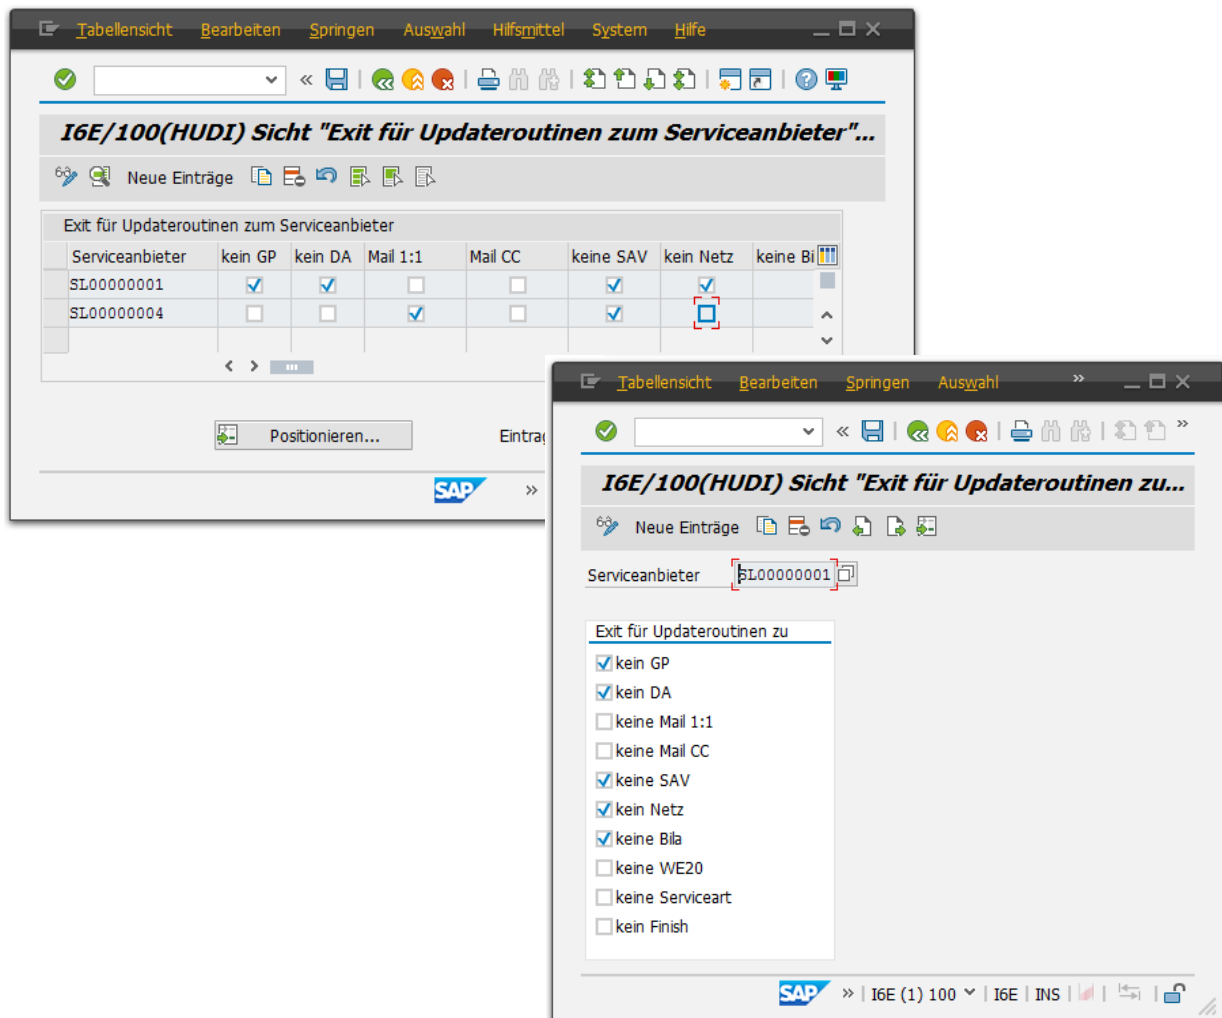 Tabellensicht Bearbeiten Springen Auswahl Hilfsmittel System Hilfe
I6E/100(HUDI) Sicht "Exit für Updateroutinen zum Serviceanbieter"...
Neue Einträge
Exit für Updateroutinen zum Serviceanbieter
Serviceanbieter kein GP kein DA Mail 1:1 Mail CC keine SAV kein Netz keine Bi
SL00000001
SL00000004
Positionieren... Eintrag
SAP
Tabellensicht Bearbeiten Springen Auswahl
I6E/100(HUDI) Sicht "Exit für Updateroutinen zu...
Neue Einträge
Serviceanbieter SL00000001
Exit für Updateroutinen zu
kein GP
kein DA
keine Mail 1:1
keine Mail CC
keine SAV
kein Netz
keine Bila
keine WE20
keine Serviceart
kein Finish
SAP I6E (1) 100 I6E INS